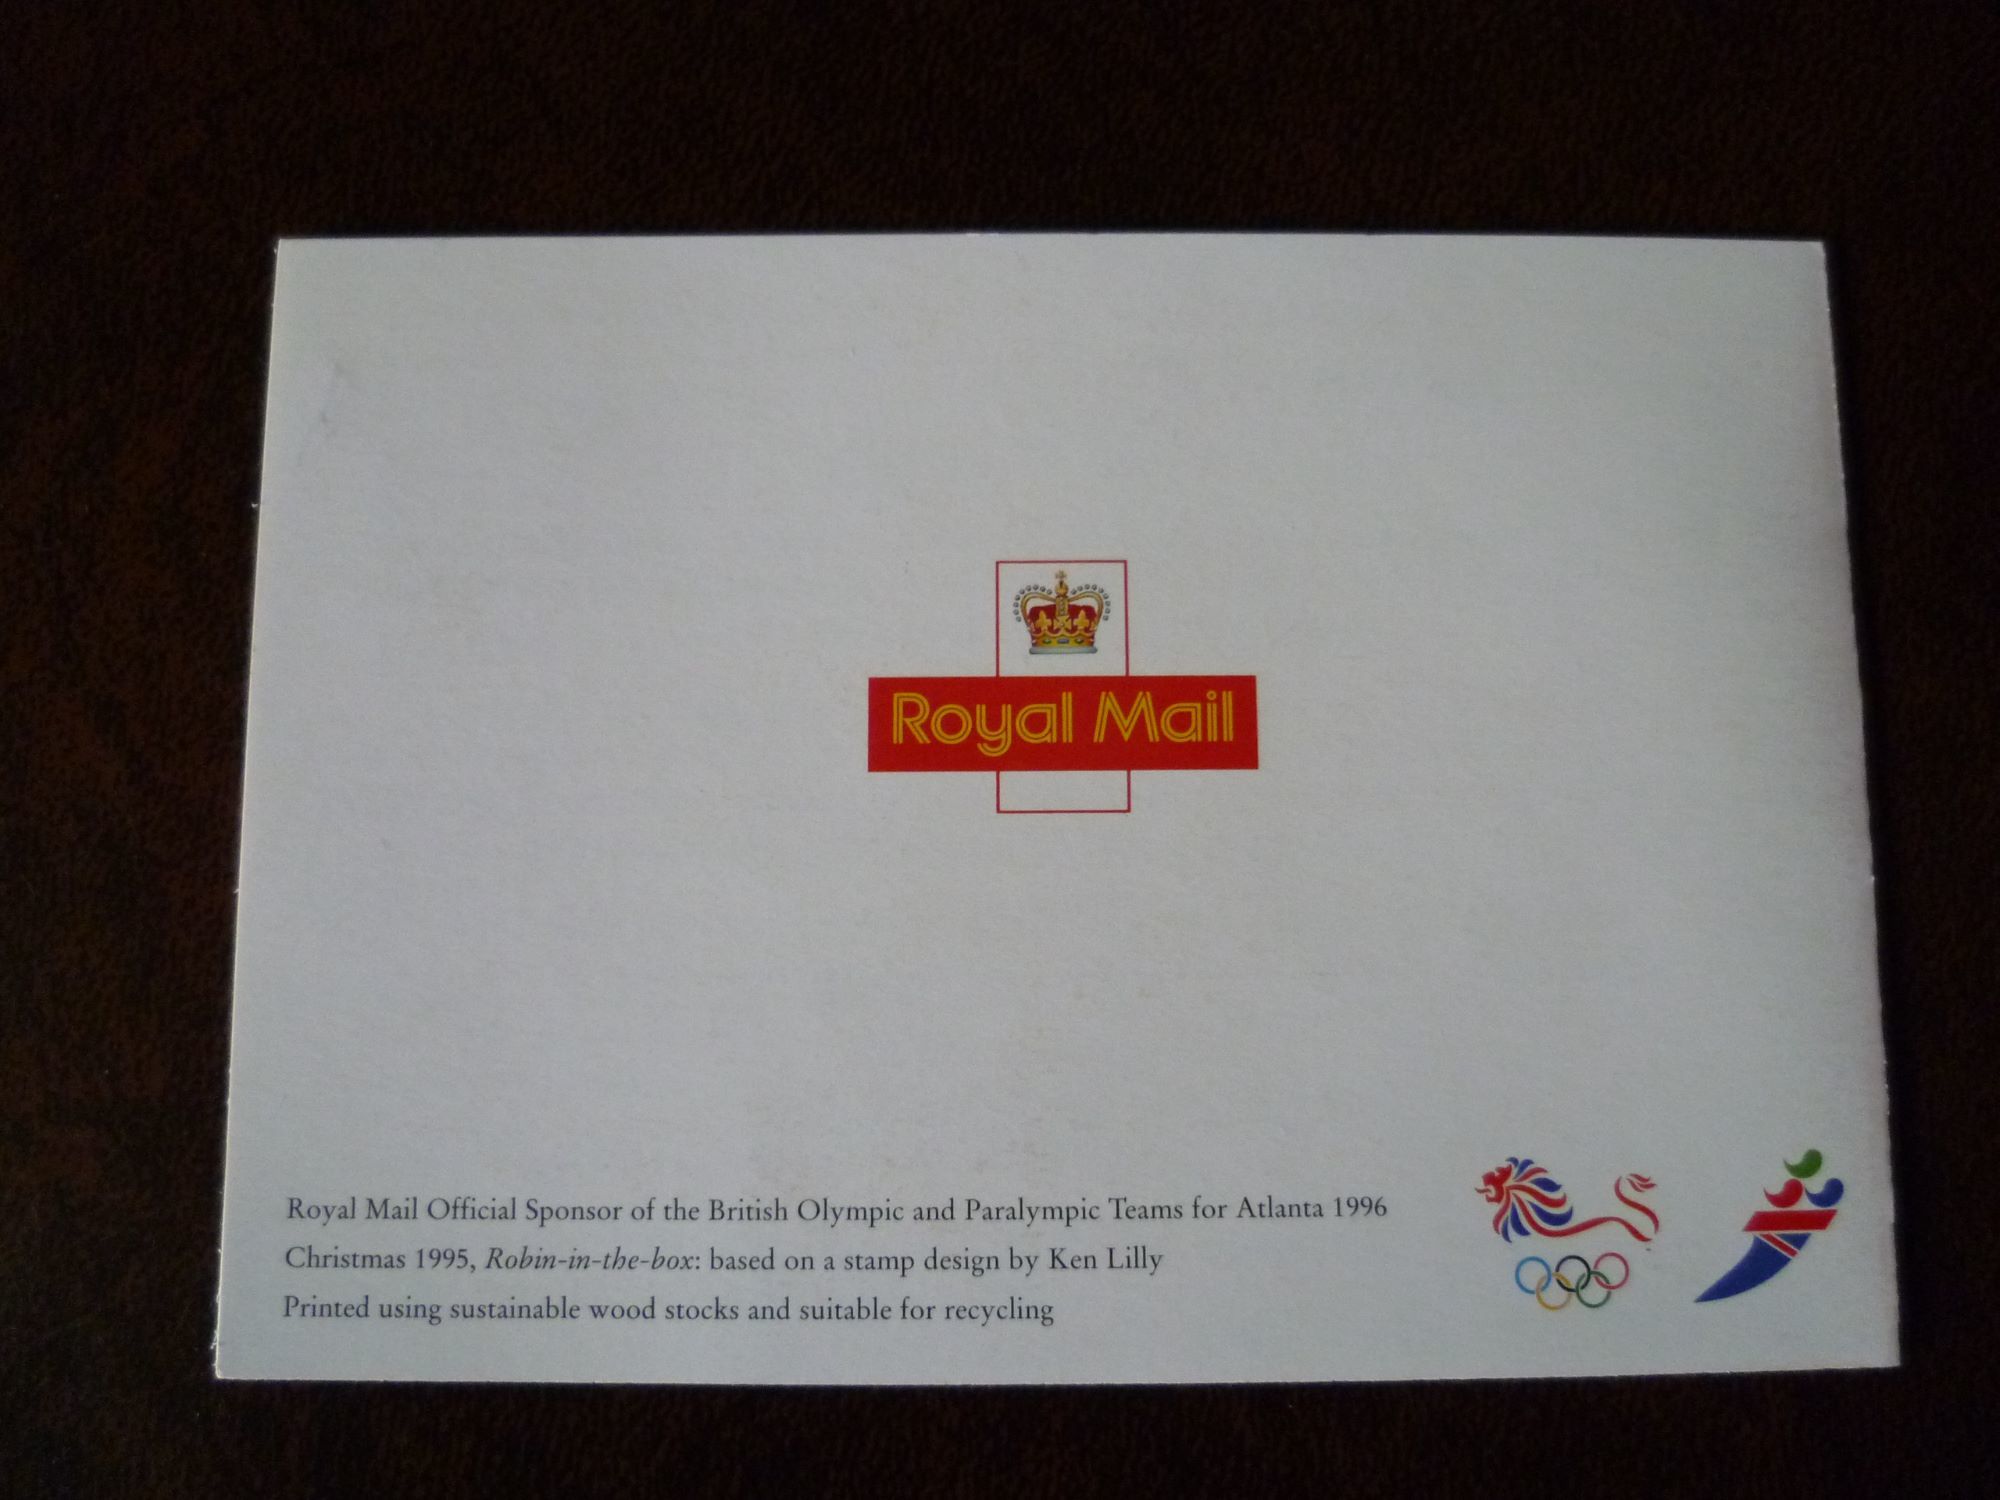 Royal Mail
Royal Mail Official Sponsor of the British Olympic and Paralympic Teams for Atlanta 1996
Christmas 1995, Robin-in-the-box: based on a stamp design by Ken Lilly
Printed using sustainable wood stocks and suitable for recycling